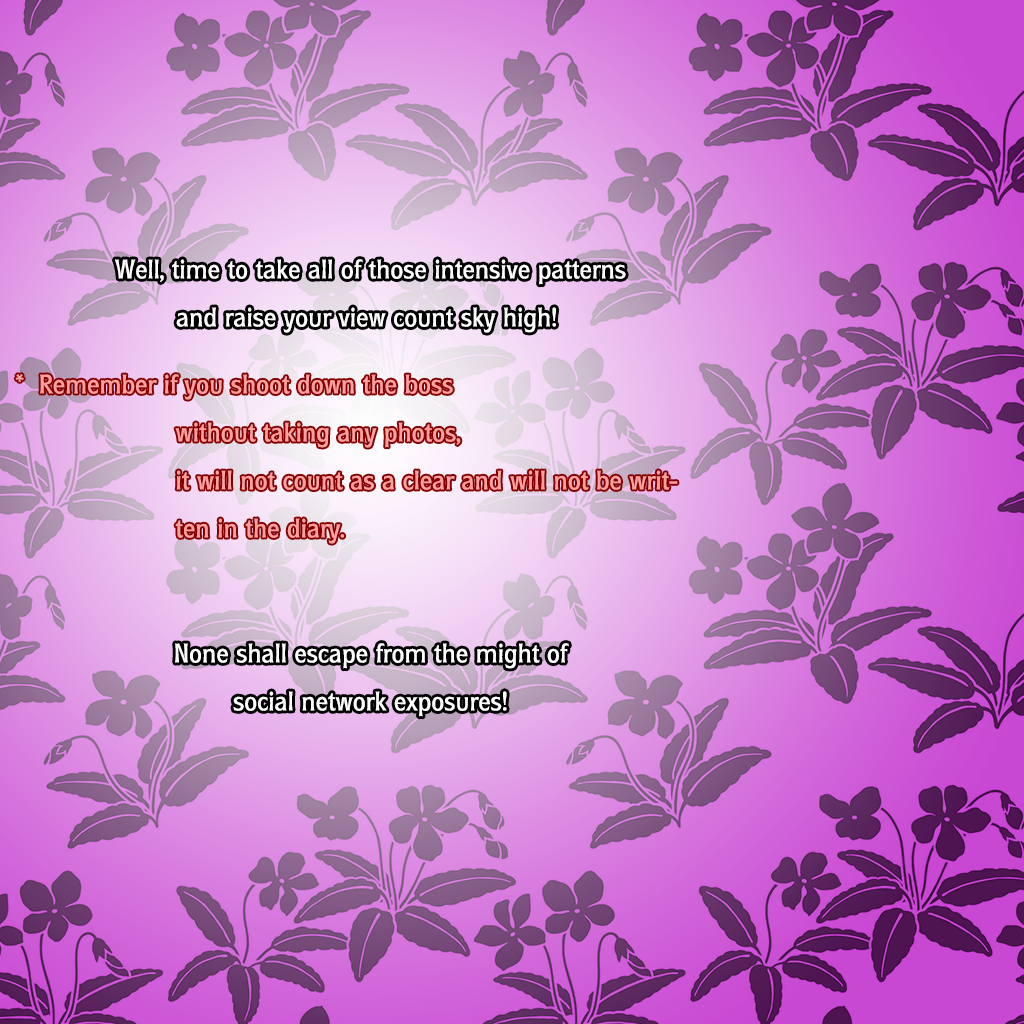 Well, time to take all of those intensive patterns
and raise your view count sky high!
* Remember if you shoot down the boss
without taking any photos,
it will not count as a clear and will not be writ-
ten in the diary.
None shall escape from the might of
social network exposures!